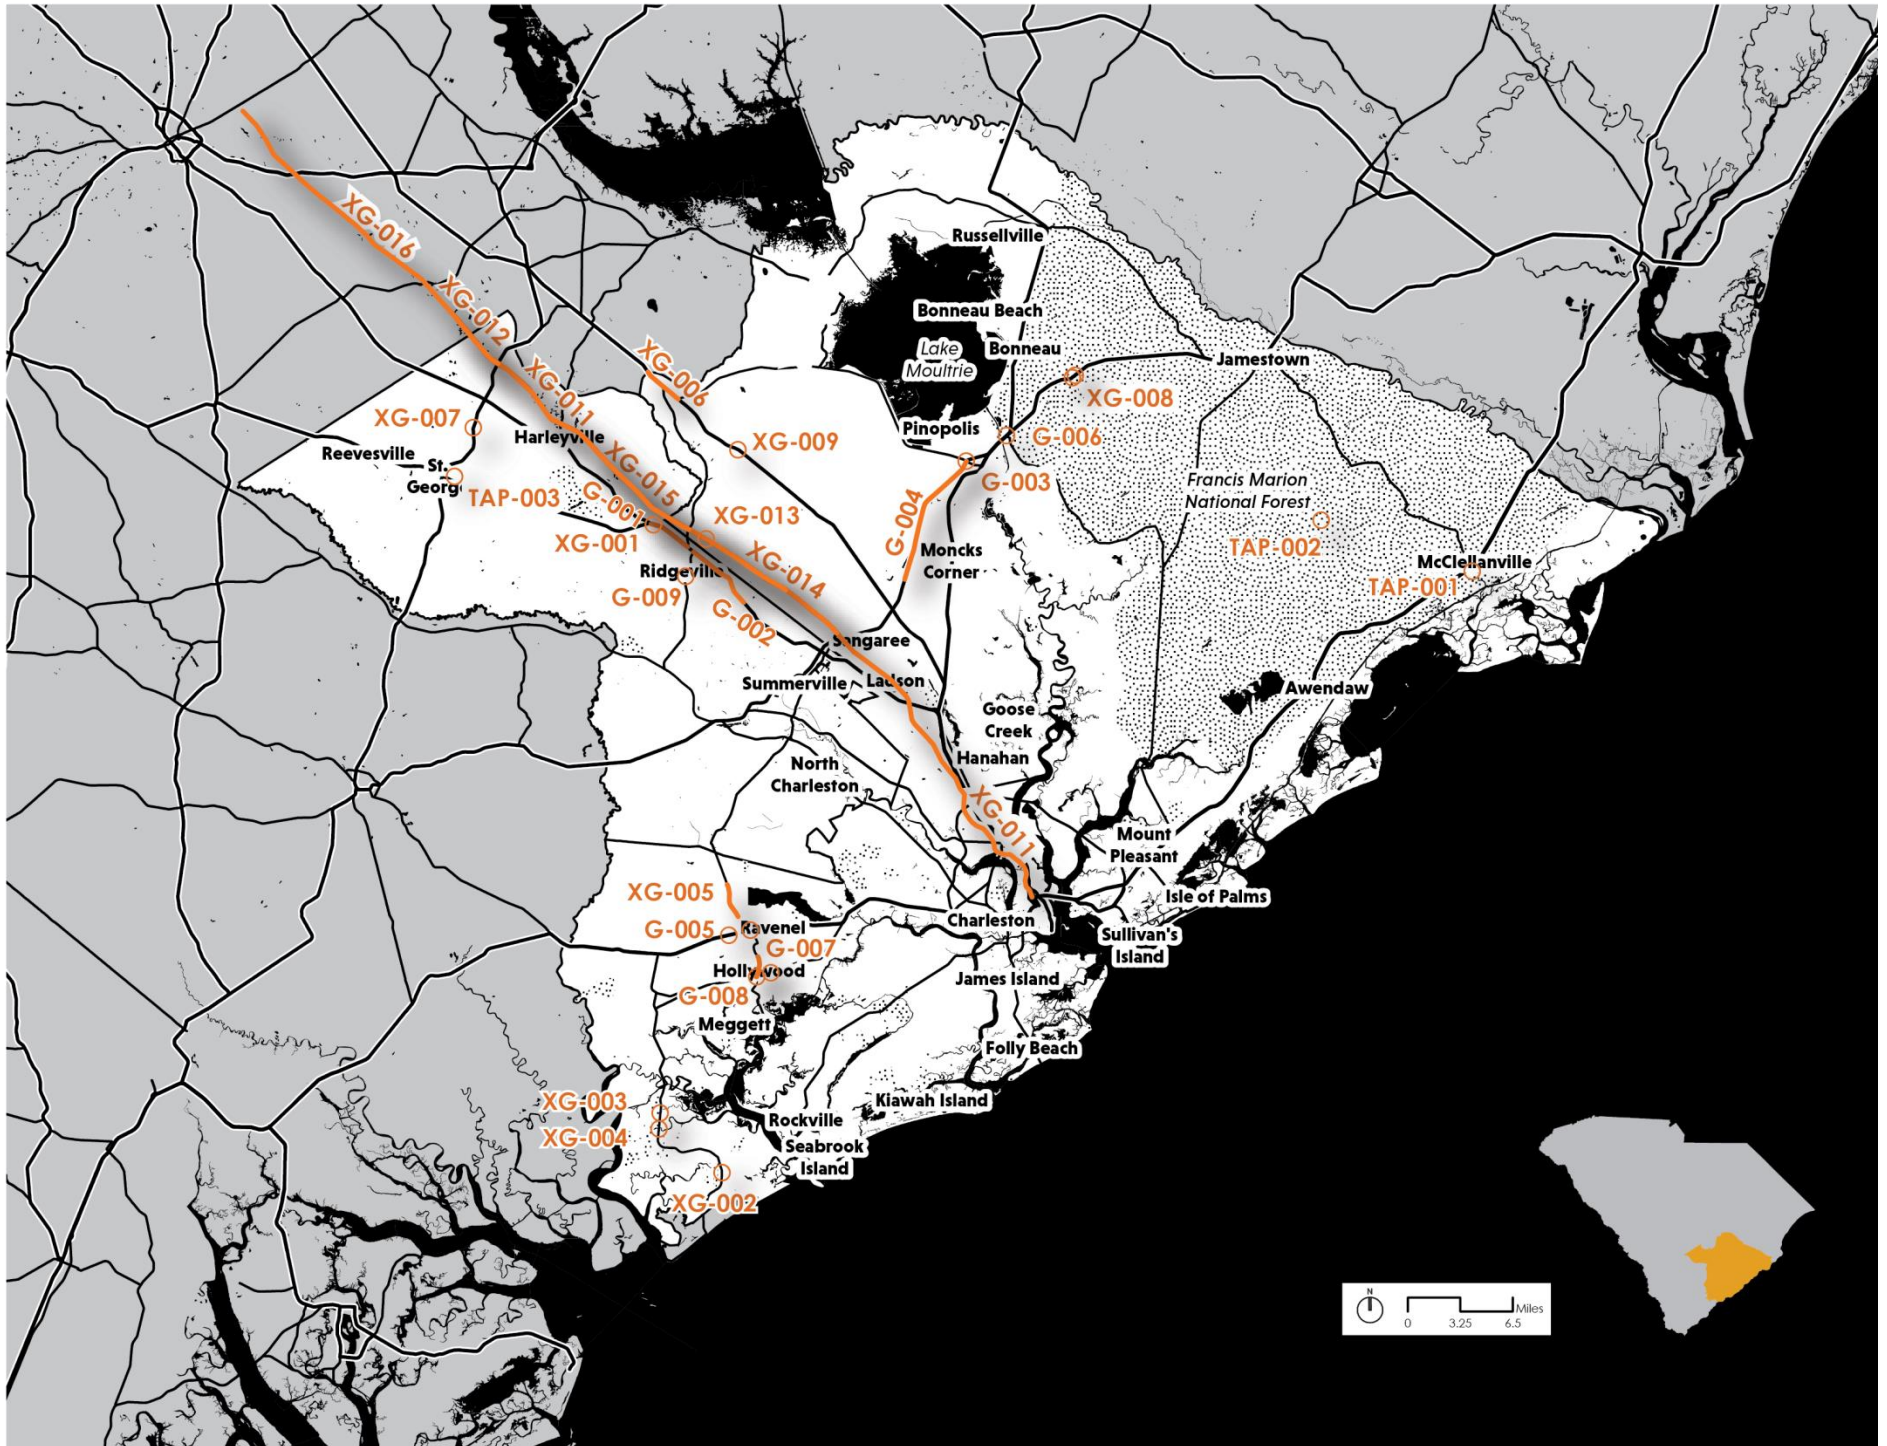 XG-016
Russellville
XG-012
Bonneau Beach
Lake
Moultrie
Bonneau
Jamestown
XG-006
XG-011
XG-008
XG-007
Pinopolis
Harleyville
G-006
XG-009
Reevesville
St.
George
XG-015
G-003
Francis Marion
National Forest
TAP-003
G-001
XG-013
G-004
XG-001
TAP-002
Moncks
Corner
McClellanville
Ridgeville
XG-014
TAP-001
G-009
G-002
Sangaree
Summerville
Ladson
Awendaw
Goose
Creek
Hanahan
North
Charleston
XG-011
Mount
Pleasant
XG-005
Isle of Palms
Charleston
G-005
Ravenel
Sullivan's
Island
G-007
Hollywood
James Island
G-008
Meggett
Folly Beach
Kiawah Island
XG-003
Rockville
XG-004
Seabrook
Island
XG-002
N
Miles
0 3.25 6.5